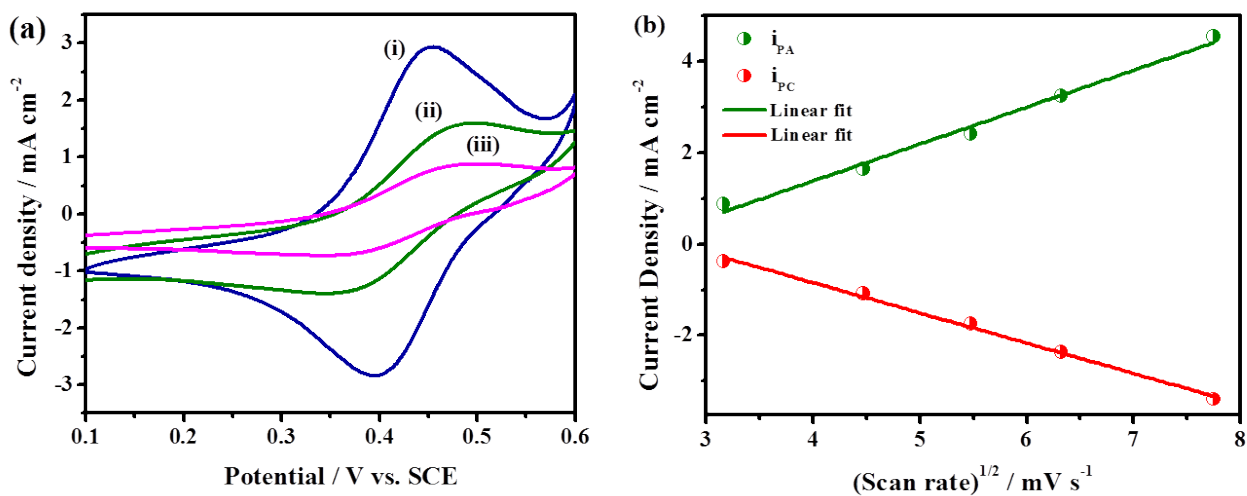 (a)
(i)
(ii)
(iii)
3
2
1
0
-1
-2
-3
0.1 0.2 0.3 0.4 0.5 0.6
Current density / mA cm-2
Potential / V vs. SCE
(b)
iPA
iPC
Linear fit
Linear fit
4
2
0
-2
3 4 5 6 7 8
Current Density / mA cm-2
(Scan rate)1/2 / mV s-1